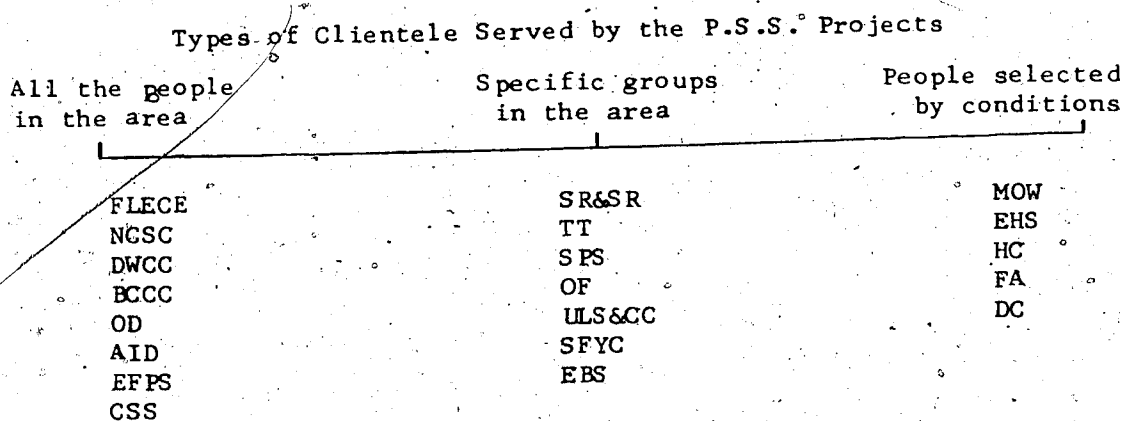 Types of Clientele Served by the P.S.S. Projects
All the people
in the area
Specific groups
in the area
People selected
by conditions
FLECE
NCSC
DWCC
BCCC
OD
AID
EFPS
CSS
SR&SR
TT
SPS
OF
ULS&CC
SFYC
EBS
MOW
EHS
HC
FA
DC